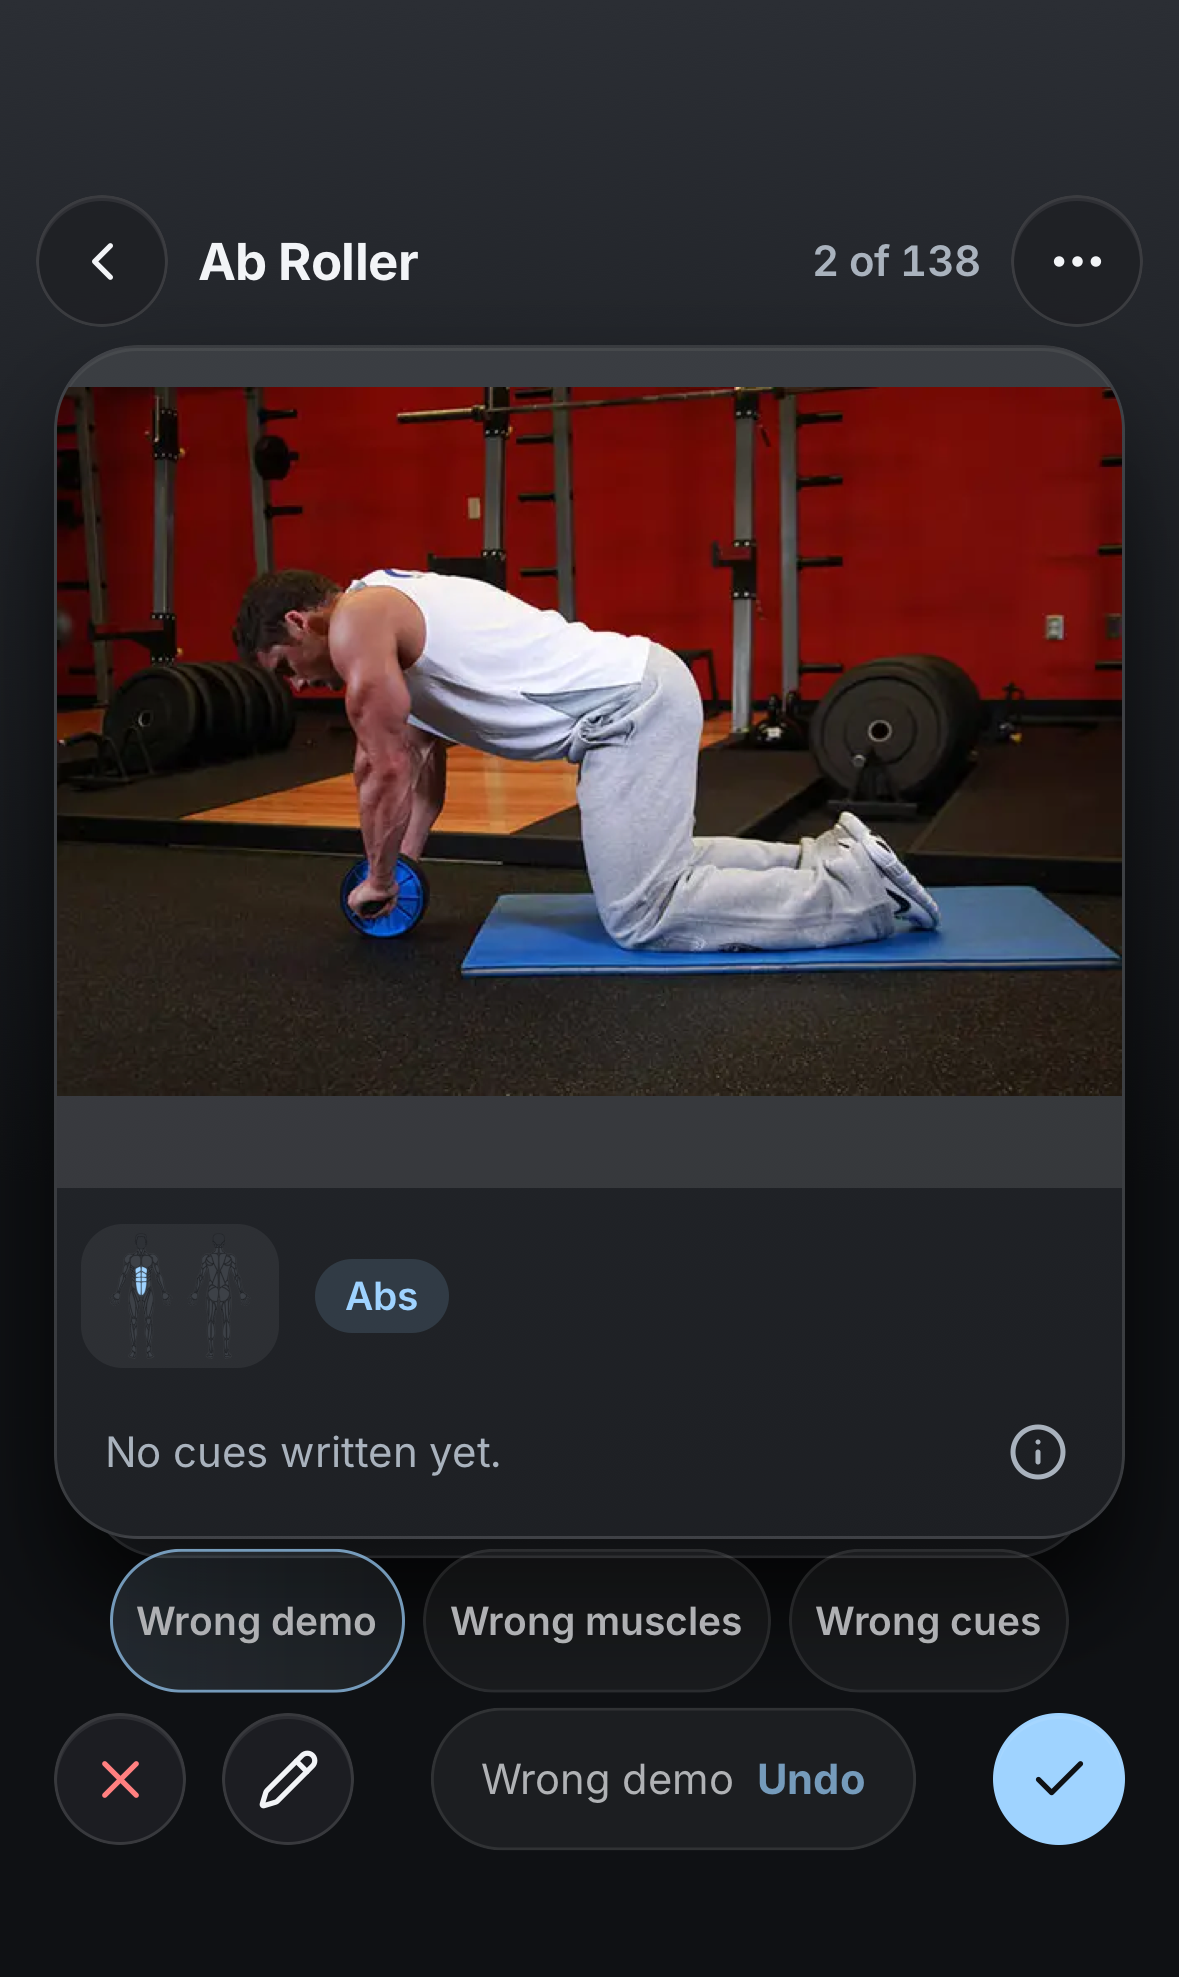 Ab Roller
2 of 138
Abs
No cues written yet.
Wrong demo
Wrong muscles
Wrong cues
Wrong demo Undo